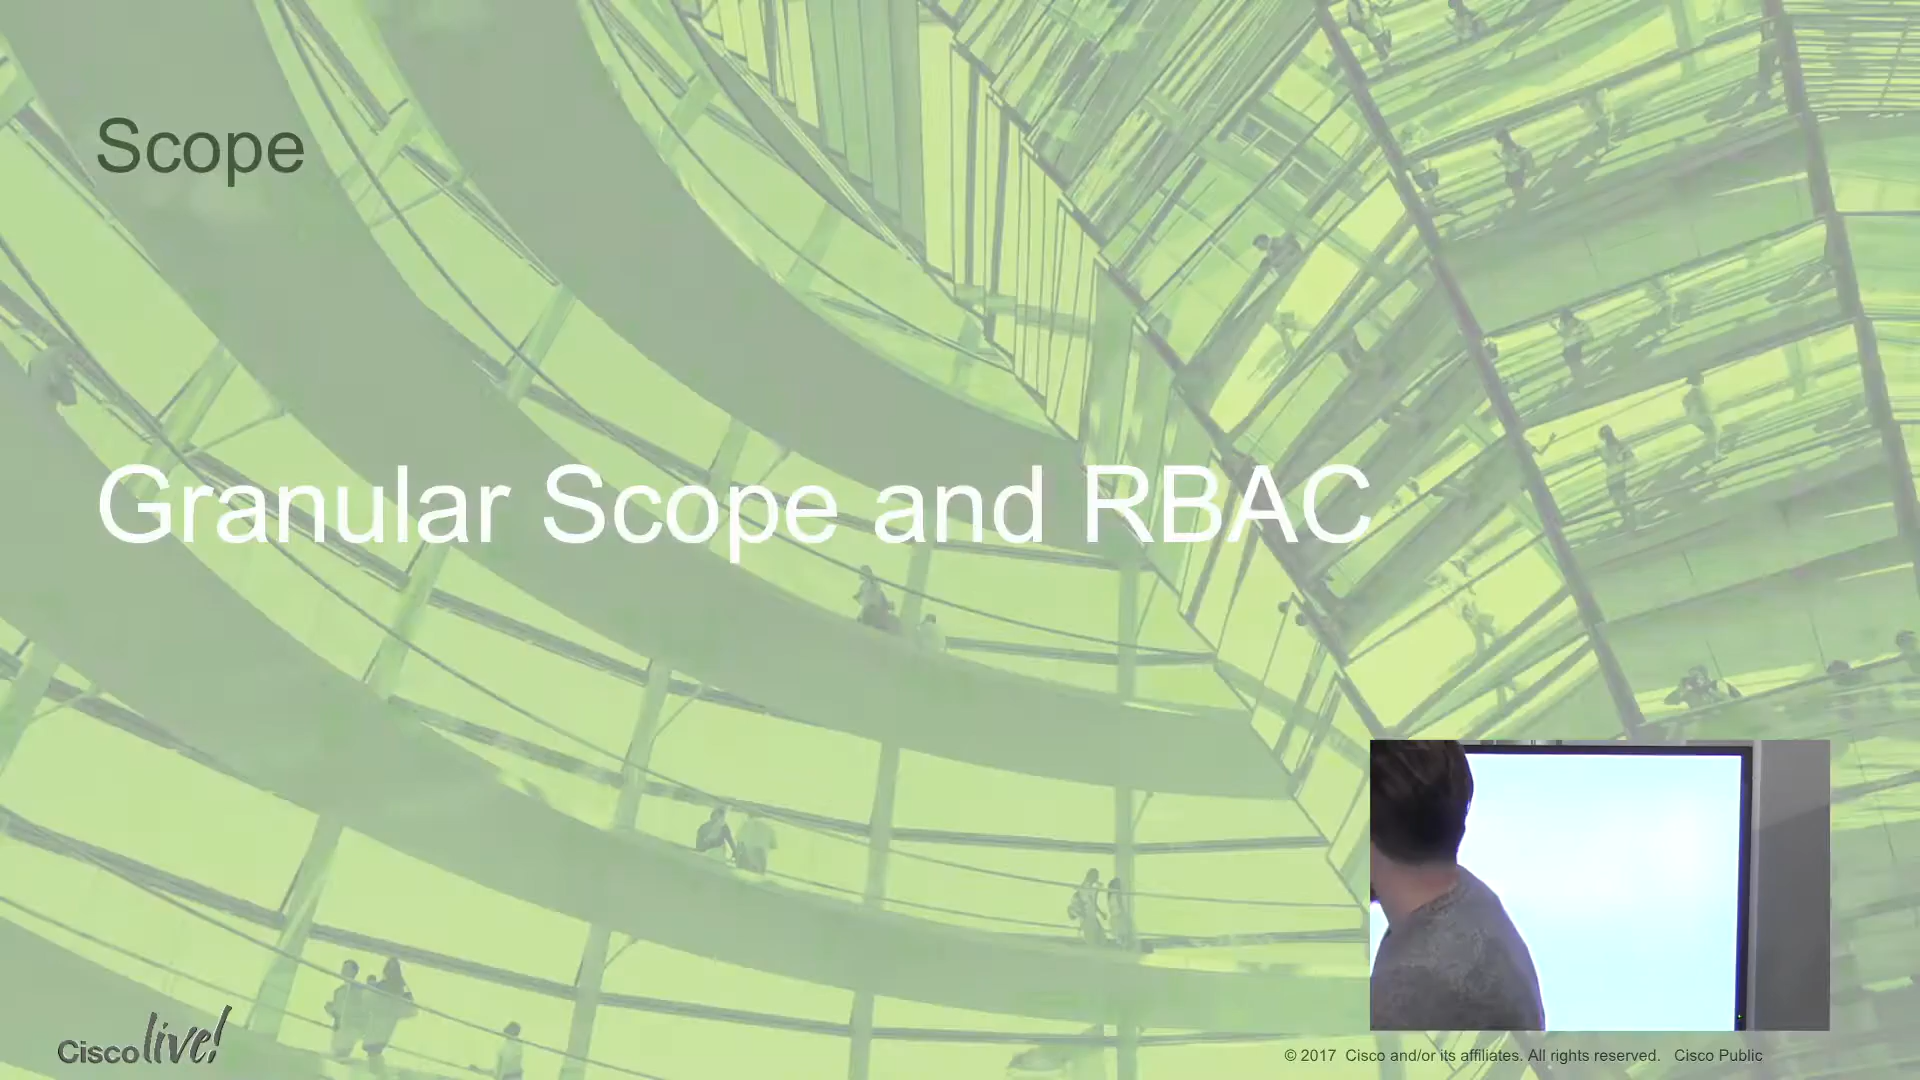 Scope
Granular Scope and RBAC
Cisco live!
© 2017 Cisco and/or its affiliates. All rights reserved. Cisco Public